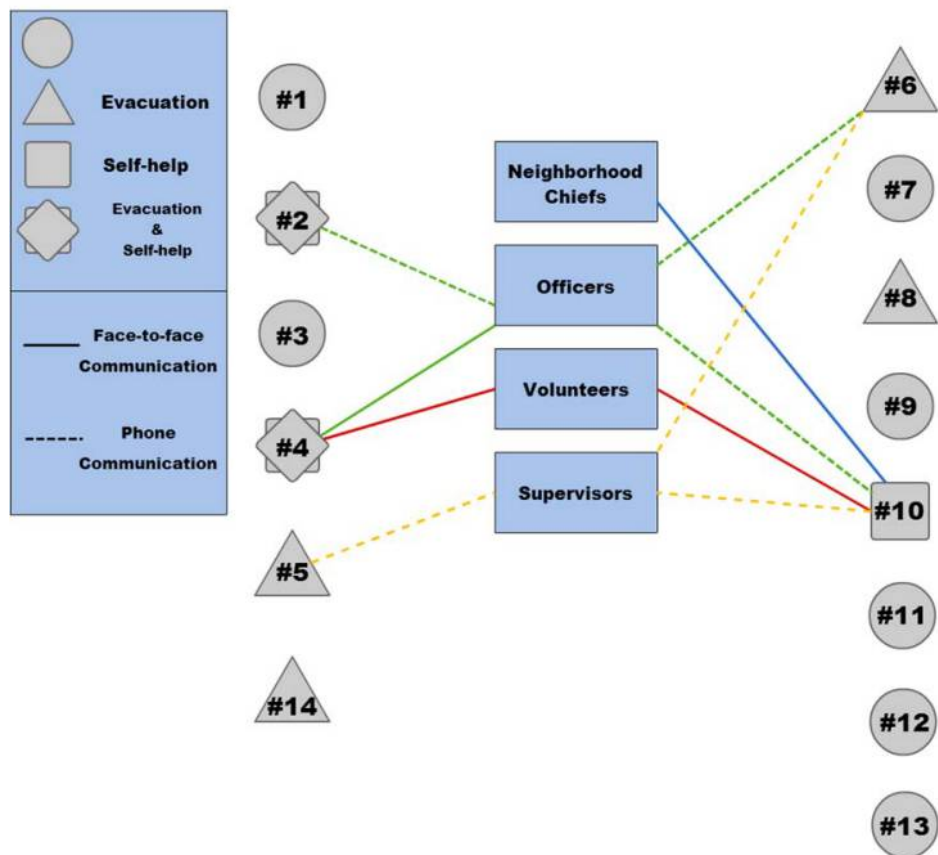 Evacuation
Self-help
Evacuation
&
Self-help
Face-to-face
Communication
Phone
Communication
#1
#2
#3
#4
#5
#14
Neighborhood
Chiefs
Officers
Volunteers
Supervisors
#6
#7
#8
#9
#10
#11
#12
#13